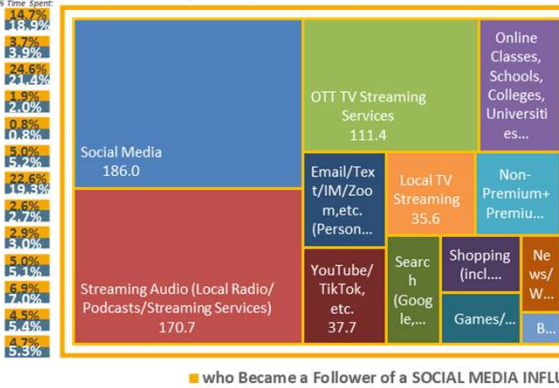 % Time Spent:
14.7%
18.9%
3.7%
3.9%
24.6%
21.4%
1.9%
2.0%
0.8%
0.8%
5.0%
5.2%
22.6%
19.3%
2.6%
2.7%
2.9%
3.0%
5.0%
5.1%
6.9%
7.0%
4.5%
5.4%
4.7%
5.3%
Social Media
186.0
Streaming Audio (Local Radio/
Podcasts/Streaming Services)
170.7
OTT TV Streaming
Services
111.4
Online
Classes,
Schools,
Colleges,
Universiti
es...
Email/Tex
t/IM/Zoo
m,etc.
(Person...
Local TV
Streaming
35.6
Non-
Premium+
Premiu...
YouTube/
TikTok,
etc.
37.7
Searc
h
(Goog
le,...
Shopping
(incl....
Games/...
Ne
ws/
W...
B...
who Became a Follower of a SOCIAL MEDIA INFLU